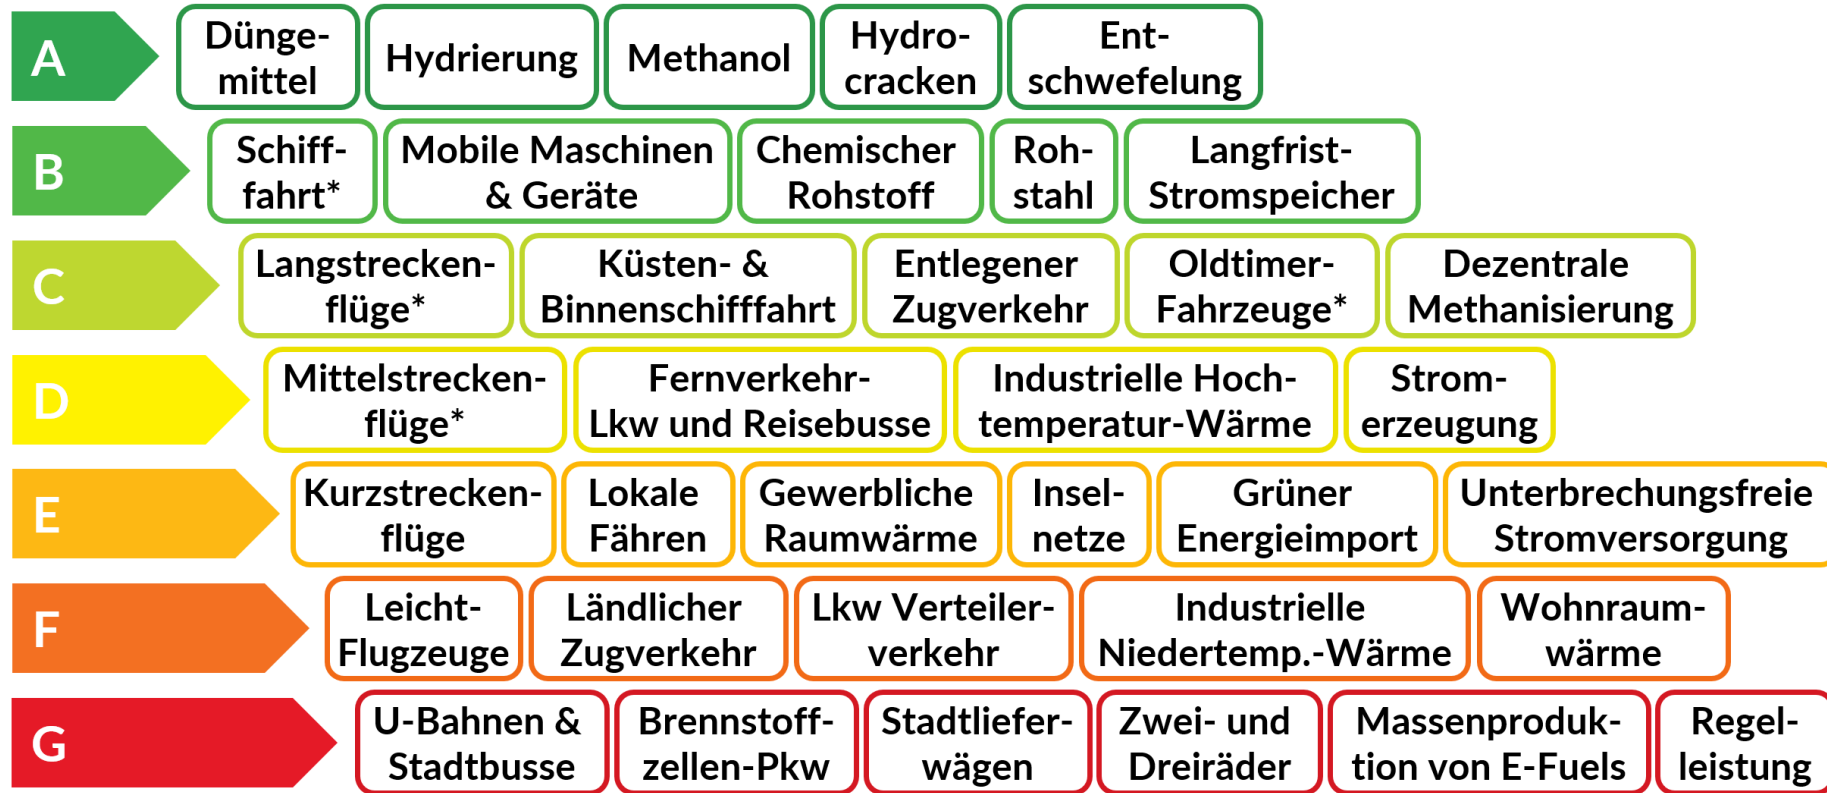 A
Dünge-
mittel
Hydrierung
Methanol
Hydro-
cracken
Ent-
schwefelung
B
Schiff-
fahrt*
Mobile Maschinen
& Geräte
Chemischer
Rohstoff
Roh-
stahl
Langfrist-
Stromspeicher
C
Langstrecken-
flüge*
Küsten- &
Binnenschifffahrt
Entlegener
Zugverkehr
Oldtimer-
Fahrzeuge*
Dezentrale
Methanisierung
D
Mittelstrecken-
flüge*
Fernverkehr-
Lkw und Reisebusse
Industrielle Hoch-
temperatur-Wärme
Strom-
erzeugung
E
Kurzstrecken-
flüge
Lokale
Fähren
Gewerbliche
Raumwärme
Insel-
netze
Grüner
Energieimport
Unterbrechungsfreie
Stromversorgung
F
Leicht-
Flugzeuge
Ländlicher
Zugverkehr
Lkw Verteiler-
verkehr
Industrielle
Niedertemp.-Wärme
Wohnraum-
wärme
G
U-Bahnen &
Stadtbusse
Brennstoff-
zellen-Pkw
Stadtliefer-
wägen
Zwei- und
Dreiräder
Massenproduk-
tion von E-Fuels
Regel-
leistung